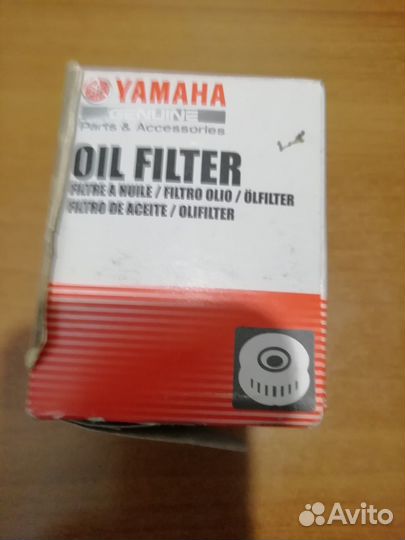 YAMAHA
GENUINE
Parts & Accessories
OIL FILTER
FILTRE A HUILE / FILTRO OLIO / ÖLFILTER
FILTRO DE ACEITE / OLIFILTER
Avito